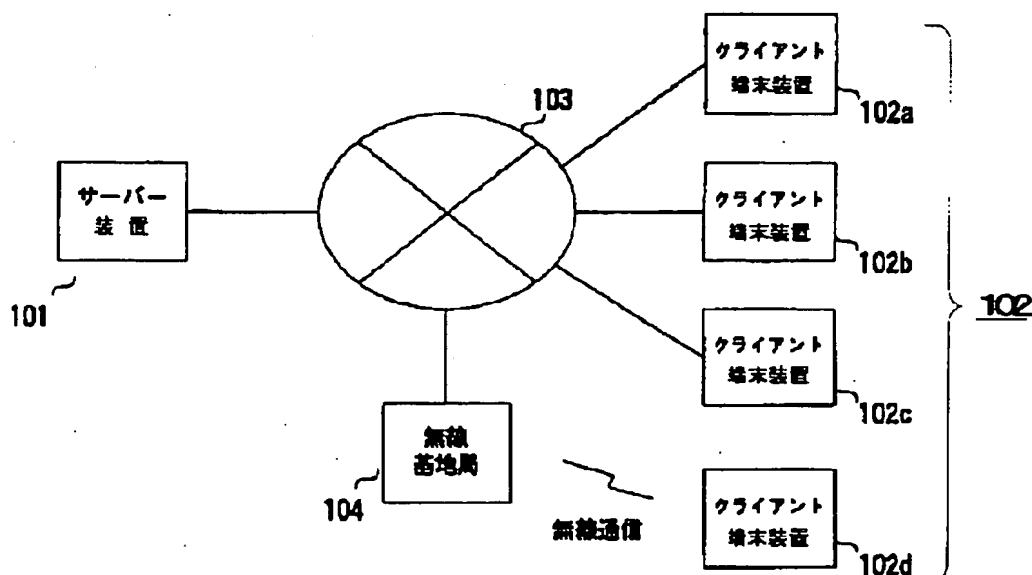 クライアント
端末装置
102a
103
サーバー
装置
101
クライアント
端末装置
102b
102
クライアント
端末装置
102c
無線
基地局
104
無線通信
クライアント
端末装置
102d